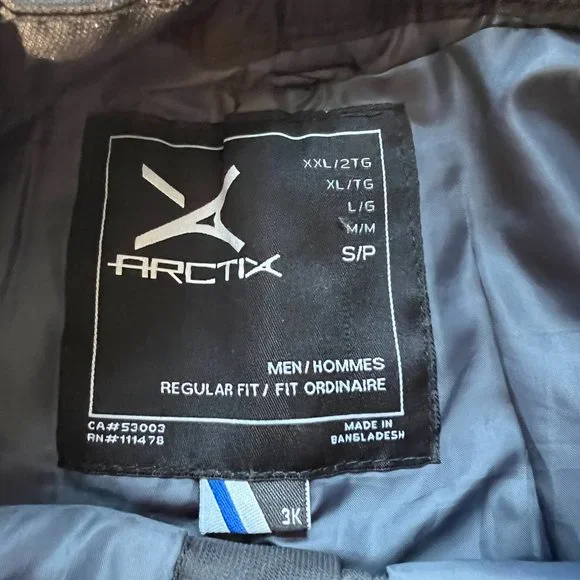 XXL/2TG
XL/TG
L/G
M/M
S/P
ARCTIX
MEN/HOMMES
REGULAR FIT/ FIT ORDINAIRE
CA#53003
RN#111478
MADE IN
BANGLADESH
3K